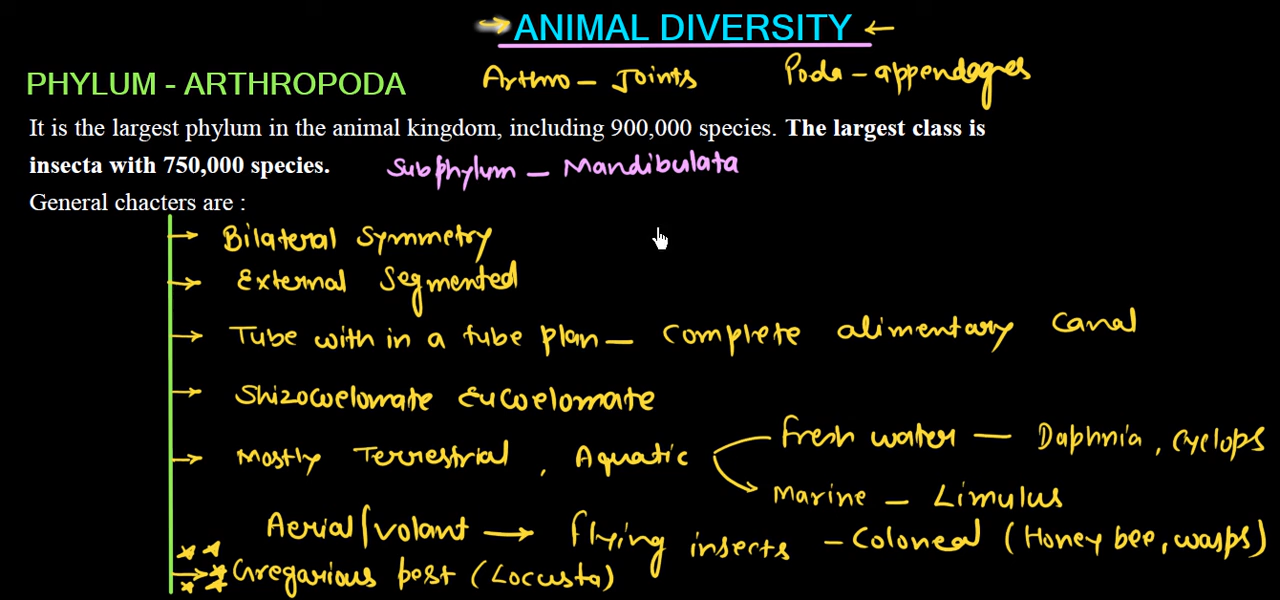 ANIMAL DIVERSITY
PHYLUM - ARTHROPODA Arthro - Joints Poda - appendages
It is the largest phylum in the animal kingdom, including 900,000 species. The largest class is
insecta with 750,000 species. Subphylum - Mandibulata
General chacters are :
Bilateral Symmetry
External Segmented
Tube with in a tube plan - Complete alimentary Canal
Shizocoelomate Eucoelomate
Mostly Terrestrial, Aquatic Fresh water - Daphnia, Cyclops
Marine - Limulus
Aerial/volant → flying insects - Coloneal (Honey bee, wasps)
Gregarious pest (Locusta)